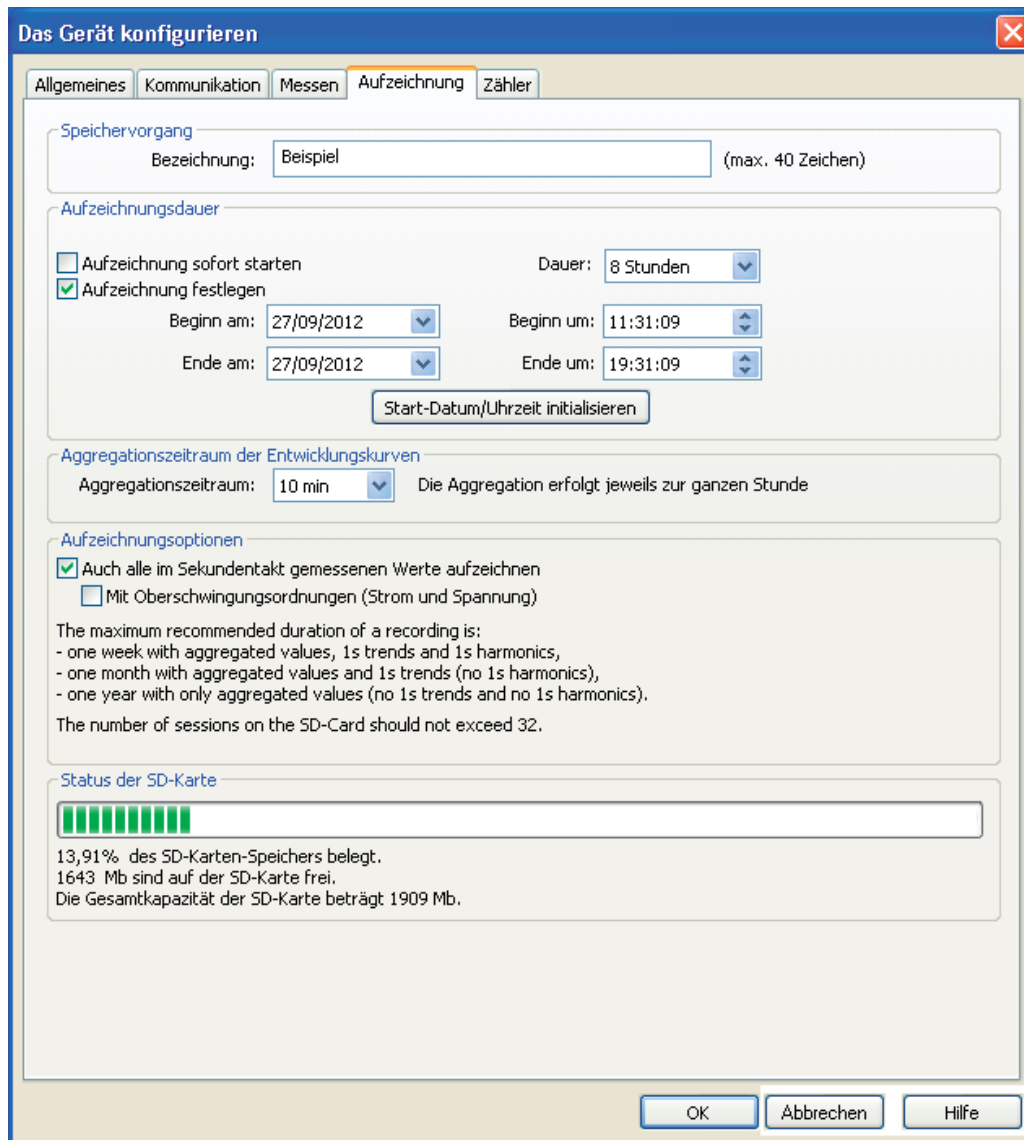 Das Gerät konfigurieren
Allgemeines Kommunikation Messen Aufzeichnung Zähler
Speichervorgang
Bezeichnung: Beispiel (max. 40 Zeichen)
Aufzeichnungsdauer
Aufzeichnung sofort starten Dauer: 8 Stunden
Aufzeichnung festlegen
Beginn am: 27/09/2012 Beginn um: 11:31:09
Ende am: 27/09/2012 Ende um: 19:31:09
Start-Datum/Uhrzeit initialisieren
Aggregationszeitraum der Entwicklungskurven
Aggregationszeitraum: 10 min Die Aggregation erfolgt jeweils zur ganzen Stunde
Aufzeichnungsoptionen
Auch alle im Sekundentakt gemessenen Werte aufzeichnen
Mit Oberschwingungsordnungen (Strom und Spannung)
The maximum recommended duration of a recording is:
- one week with aggregated values, 1s trends and 1s harmonics,
- one month with aggregated values and 1s trends (no 1s harmonics),
- one year with only aggregated values (no 1s trends and no 1s harmonics).
The number of sessions on the SD-Card should not exceed 32.
Status der SD-Karte
13,91% des SD-Karten-Speichers belegt.
1643 Mb sind auf der SD-Karte frei.
Die Gesamtkapazität der SD-Karte beträgt 1909 Mb.
OK Abbrechen Hilfe